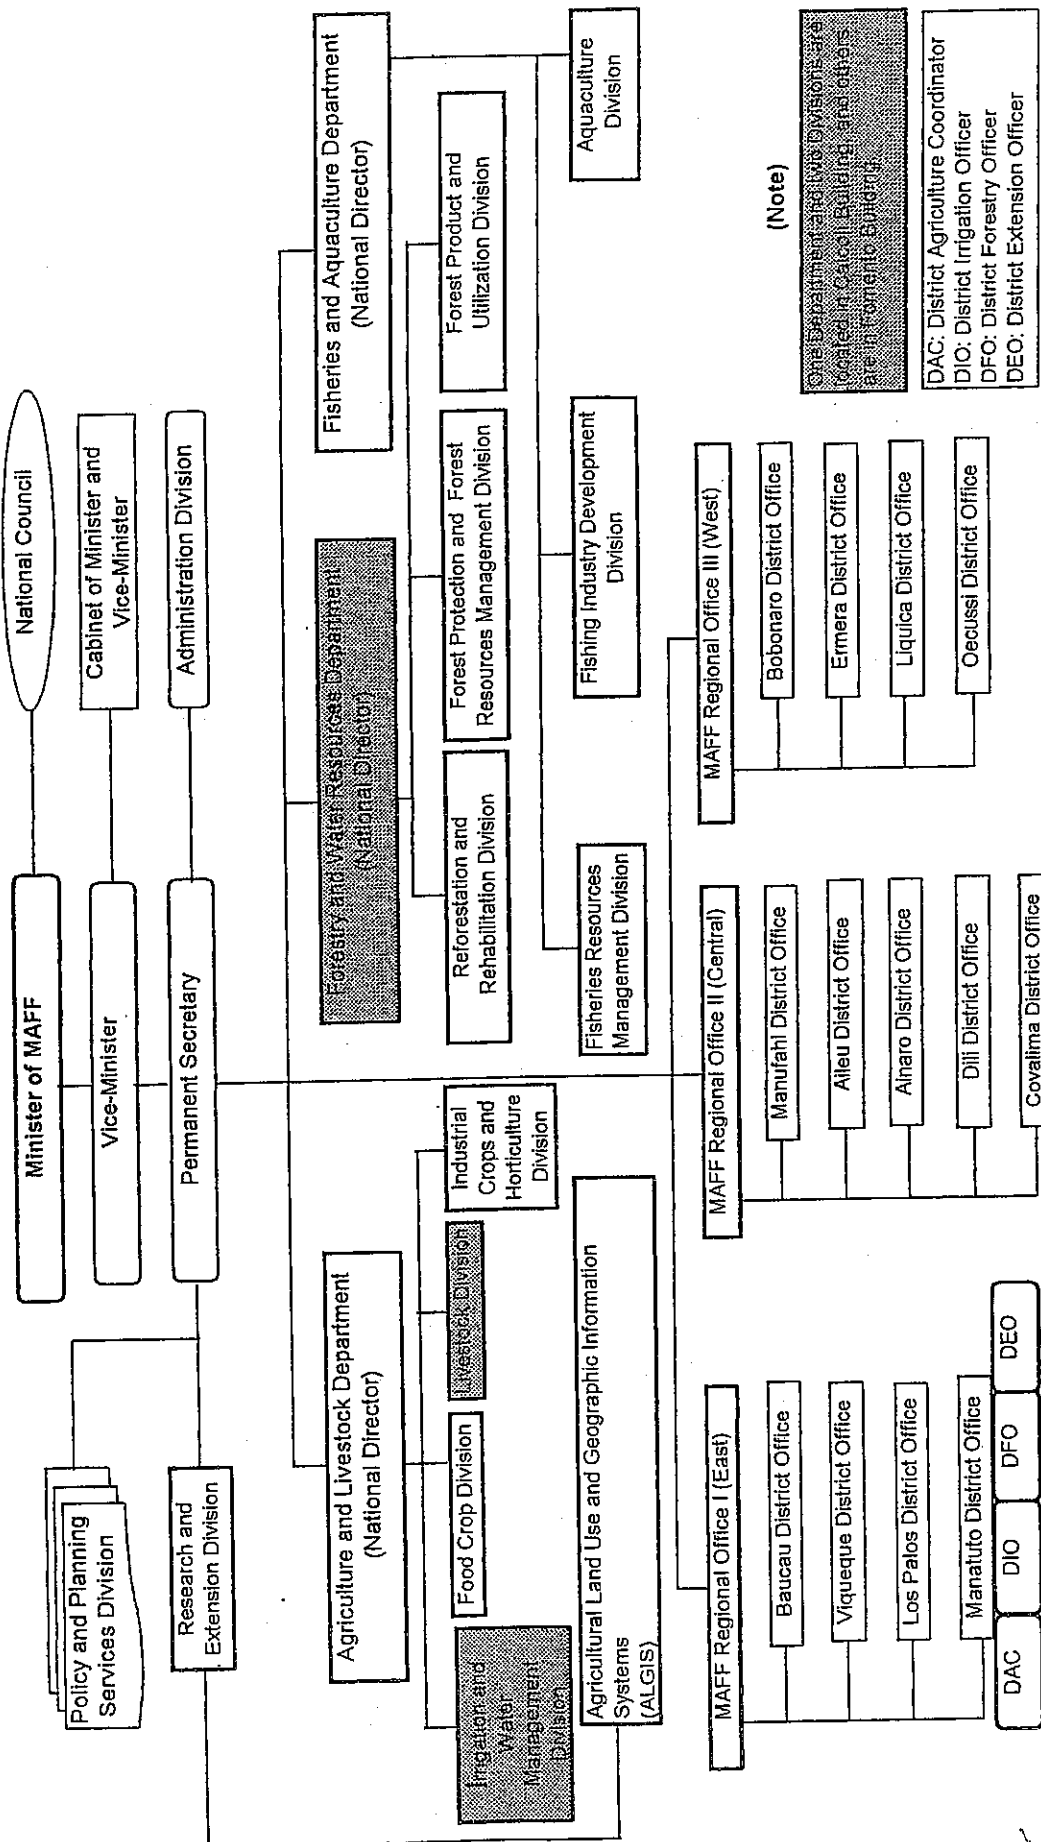 National Council
Minister of MAFF
Cabinet of Minister and
Vice-Minister
Vice-Minister
Administration Division
Permanent Secretary
Policy and Planning
Services Division
Research and
Extension Division
Agriculture and Livestock Department
(National Director)
Forestry and Water Resources Department
(National Director)
Fisheries and Aquaculture Department
(National Director)
Irrigation and
Water
Management
Division
Food Crop Division
Livestock Division
Industrial
Crops and
Horticulture
Division
Reforestation and
Rehabilitation Division
Forest Protection and Forest
Resources Management Division
Forest Product and
Utilization Division
Agricultural Land Use and Geographic Information
Systems
(ALGIS)
Fisheries Resources
Management Division
Fishing Industry Development
Division
Aquaculture
Division
MAFF Regional Office I (East)
Baucau District Office
Viqueque District Office
Los Palos District Office
Manatuto District Office
DAC
DIO
DFO
DEO
MAFF Regional Office II (Central)
Manufahl District Office
Aileu District Office
Alnaro District Office
Dili District Office
Covalima District Office
MAFF Regional Office III (West)
Bobonaro District Office
Ermera District Office
Liquica District Office
Oecussi District Office
(Note)
One Department and two Divisions are
located in Caicoli Building, and others
are in Fomento Building.
DAC: District Agriculture Coordinator
DIO: District Irrigation Officer
DFO: District Forestry Officer
DEO: District Extension Officer